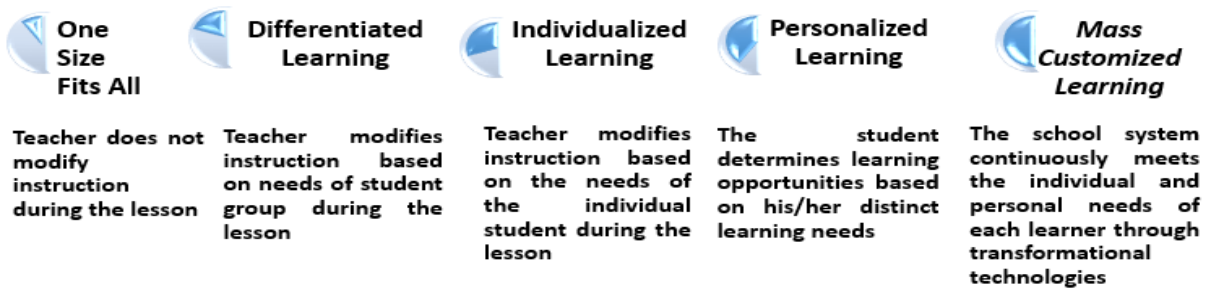 One
Size
Fits All
Teacher does not
modify
instruction
during the lesson
Differentiated
Learning
Teacher modifies
instruction based
on needs of student
group during the
lesson
Individualized
Learning
Teacher modifies
instruction based
on the needs of
the individual
student during the
lesson
Personalized
Learning
The student
determines learning
opportunities based
on his/her distinct
learning needs
Mass
Customized
Learning
The school system
continuously meets
the individual and
personal needs of
each learner through
transformational
technologies